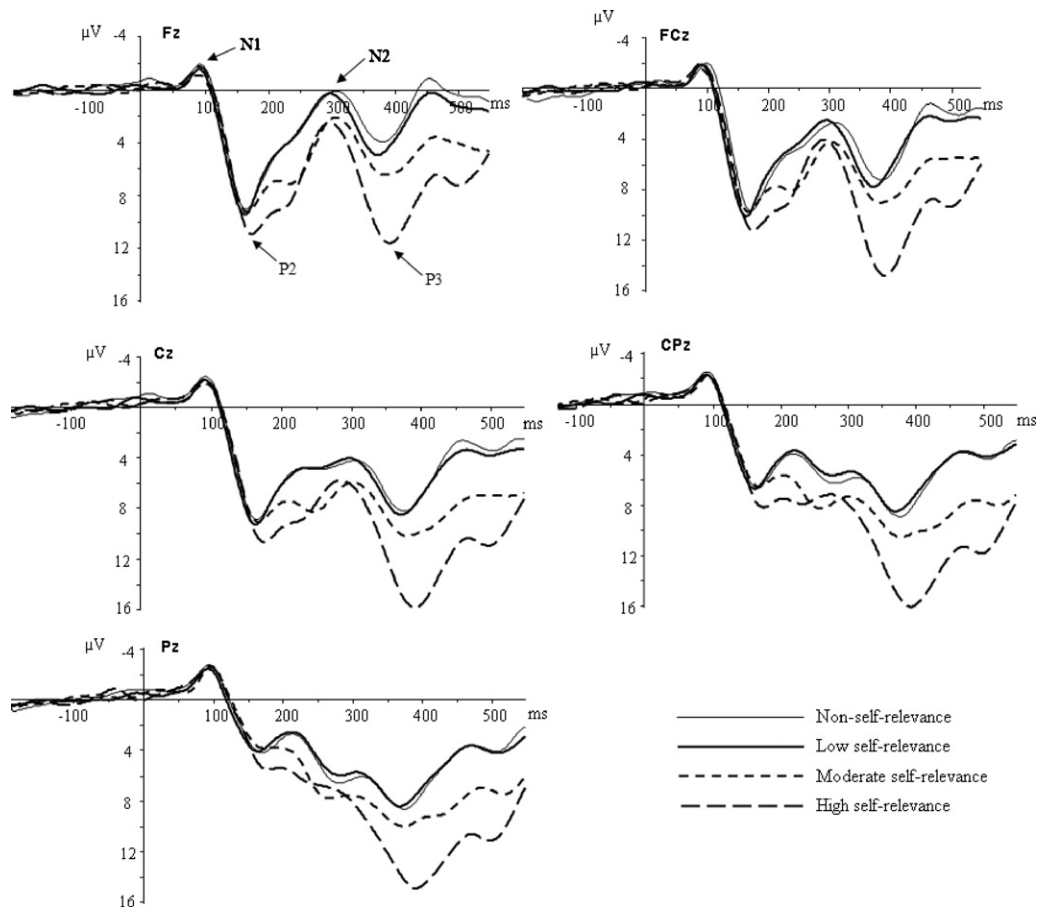 μV
-4
Fz
N1
N2
-100
100
200
300
400
500
ms
4
8
12
16
P2
P3
μV
-4
FCz
-100
100
200
300
400
500
ms
4
8
12
16
μV
-4
Cz
-100
100
200
300
400
500
ms
4
8
12
16
μV
-4
CPz
-100
100
200
300
400
500
ms
4
8
12
16
μV
-4
Pz
-100
100
200
300
400
500
ms
4
8
12
16
Non-self-relevance
Low self-relevance
Moderate self-relevance
High self-relevance